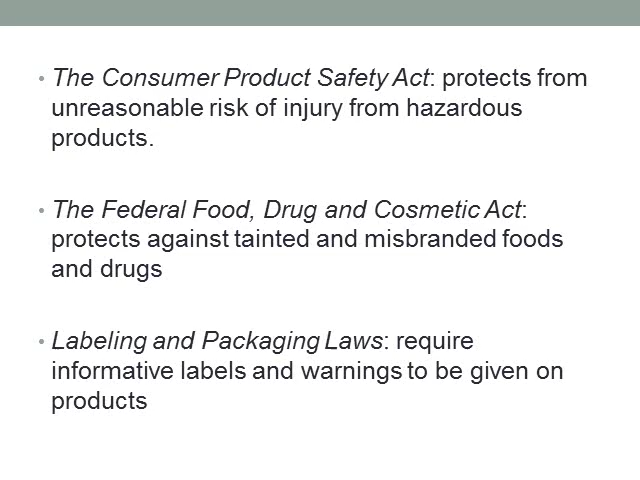 • The Consumer Product Safety Act: protects from
unreasonable risk of injury from hazardous
products.
• The Federal Food, Drug and Cosmetic Act:
protects against tainted and misbranded foods
and drugs
• Labeling and Packaging Laws: require
informative labels and warnings to be given on
products